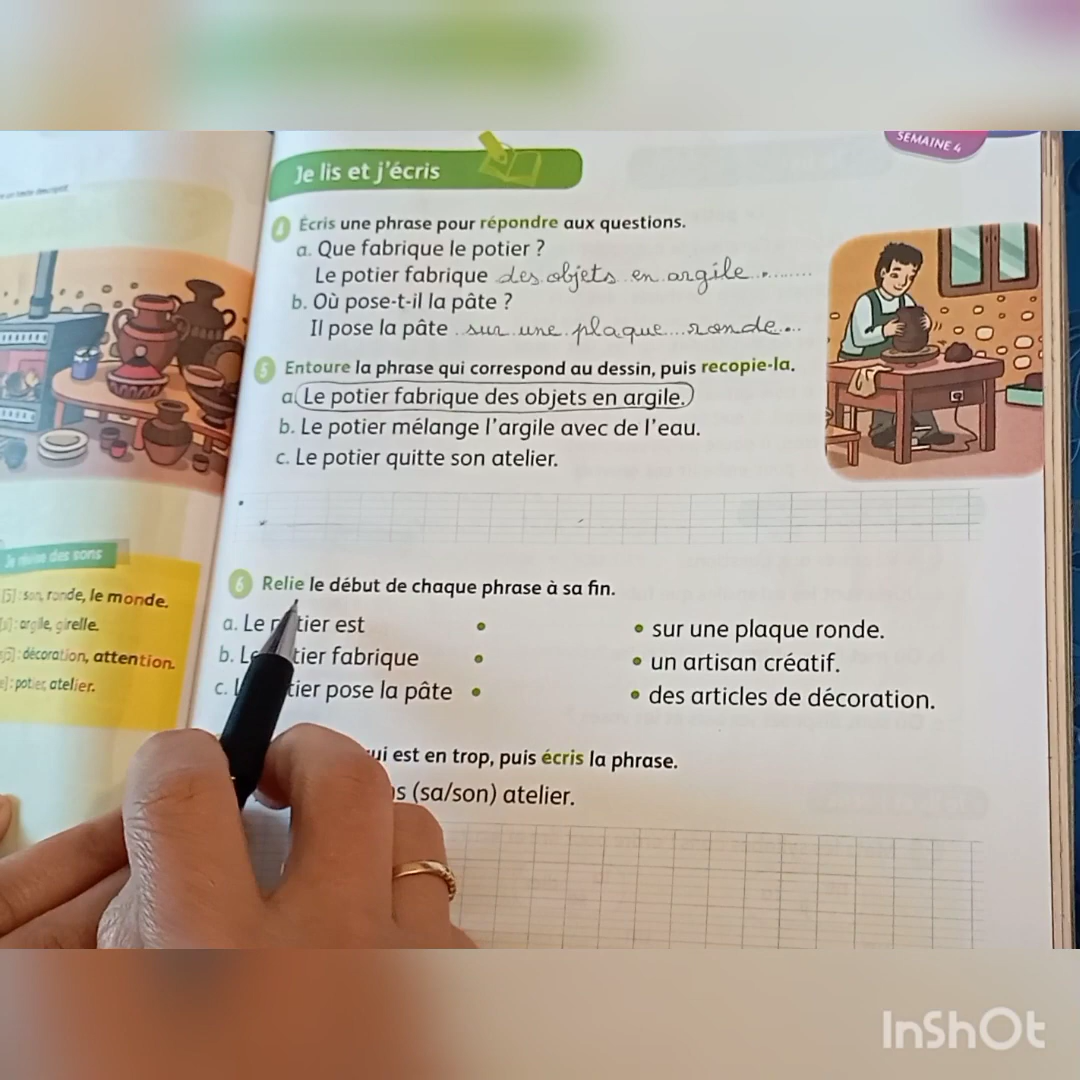 SEMAINE 4
Je lis et j'écris
4 Écris une phrase pour répondre aux questions.
a. Que fabrique le potier ?
Le potier fabrique des objets en argile
b. Où pose-t-il la pâte ?
Il pose la pâte sur une plaque ronde
5 Entoure la phrase qui correspond au dessin, puis recopie-la.
a. Le potier fabrique des objets en argile.
b. Le potier mélange l'argile avec de l'eau.
c. Le potier quitte son atelier.
Je révise des sons
son, ronde, le monde.
argile, girelle.
décoration, attention.
potier, atelier.
6 Relie le début de chaque phrase à sa fin.
a. Le potier est • • sur une plaque ronde.
b. Le potier fabrique • • un artisan créatif.
c. Le potier pose la pâte • • des articles de décoration.
est en trop, puis écris la phrase.
(sa/son) atelier.
InShOt